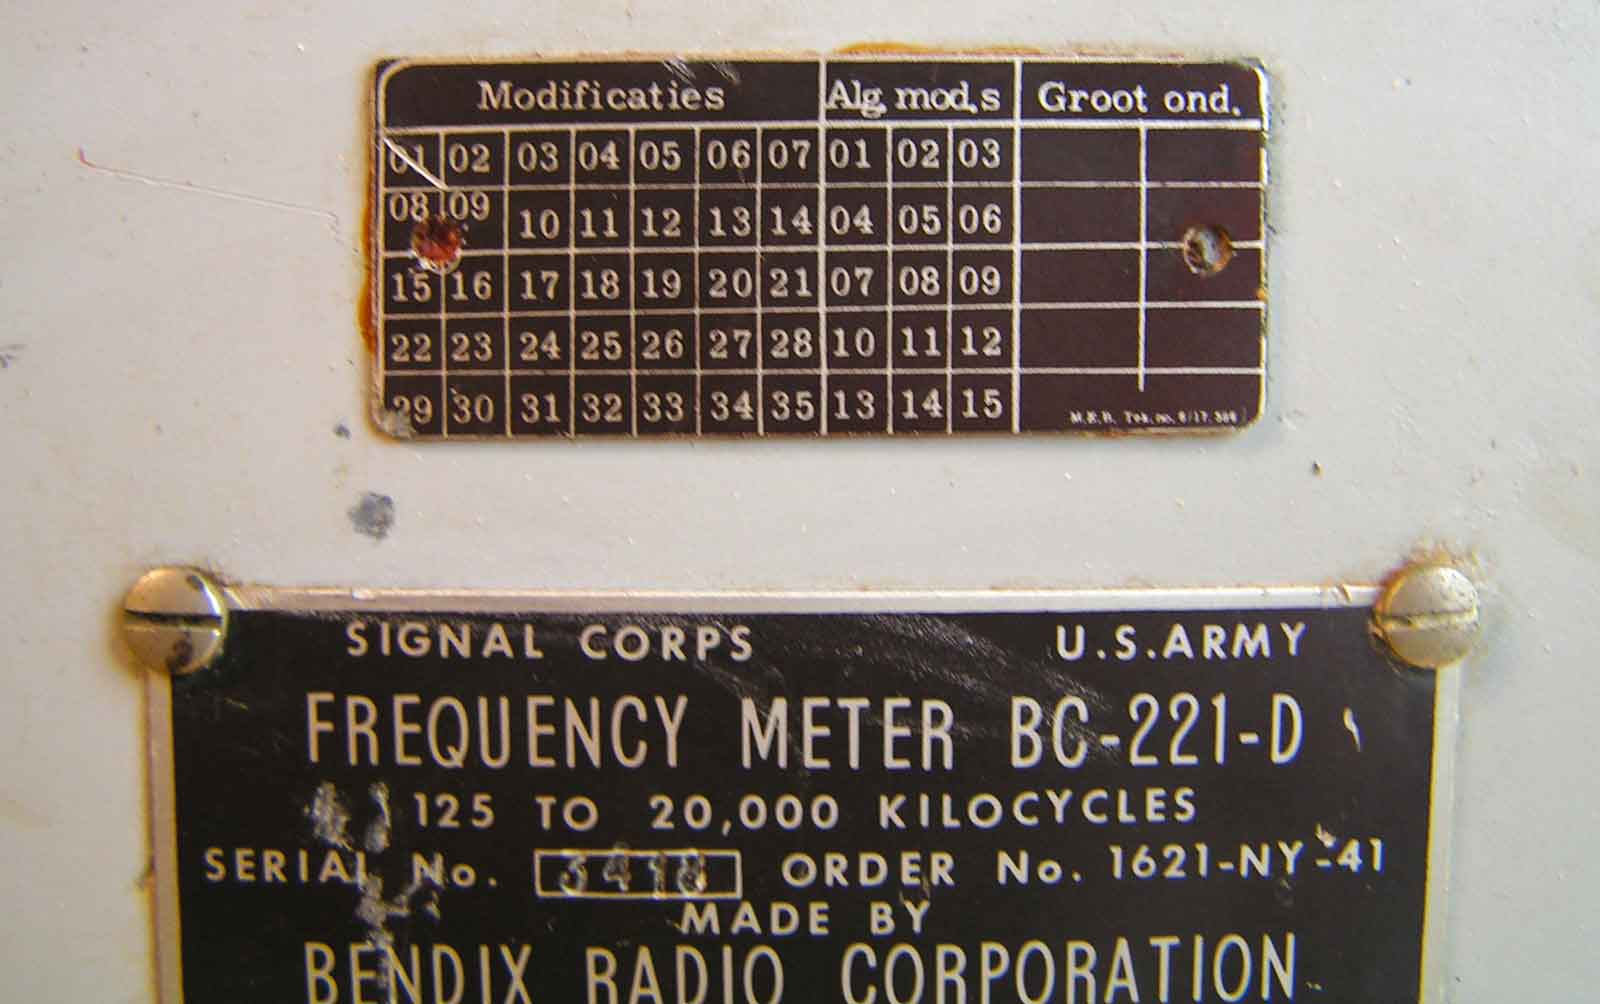 Modificaties Alg. mod.s Groot ond.
01 02 03 04 05 06 07 01 02 03
08 09 10 11 12 13 14 04 05 06
15 16 17 18 19 20 21 07 08 09
22 23 24 25 26 27 28 10 11 12
29 30 31 32 33 34 35 13 14 15
SIGNAL CORPS U.S.ARMY
FREQUENCY METER BC-221-D
125 TO 20,000 KILOCYCLES
SERIAL No. ORDER No. 1621-NY-41
MADE BY
BENDIX RADIO CORPORATION